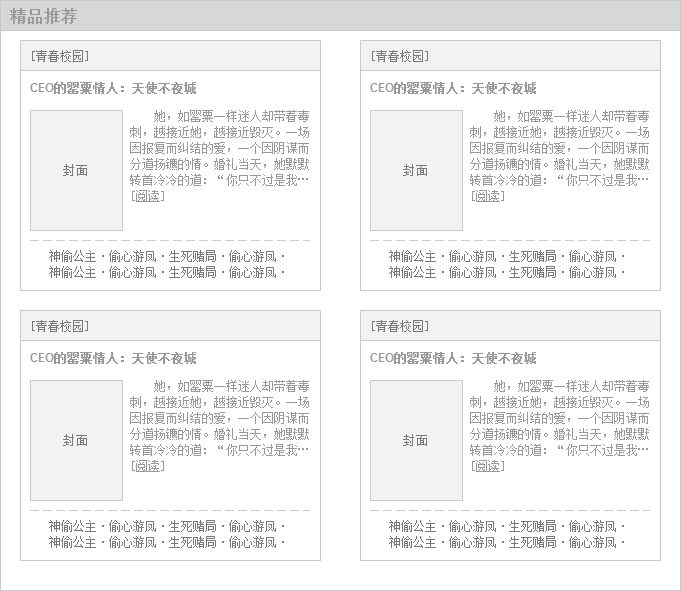 精品推荐
[青春校园]
CEO的罂粟情人：天使不夜城
封面
她，如罂粟一样迷人却带着毒
刺，越接近她，越接近毁灭。一场
因报复而纠结的爱，一个因阴谋而
分道扬镳的情。婚礼当天，她默默
转首冷冷的道：“你只不过是我…
[阅读]
神偷公主·偷心游凤·生死赌局·偷心游凤·
神偷公主·偷心游凤·生死赌局·偷心游凤·
[青春校园]
CEO的罂粟情人：天使不夜城
封面
她，如罂粟一样迷人却带着毒
刺，越接近她，越接近毁灭。一场
因报复而纠结的爱，一个因阴谋而
分道扬镳的情。婚礼当天，她默默
转首冷冷的道：“你只不过是我…
[阅读]
神偷公主·偷心游凤·生死赌局·偷心游凤·
神偷公主·偷心游凤·生死赌局·偷心游凤·
[青春校园]
CEO的罂粟情人：天使不夜城
封面
她，如罂粟一样迷人却带着毒
刺，越接近她，越接近毁灭。一场
因报复而纠结的爱，一个因阴谋而
分道扬镳的情。婚礼当天，她默默
转首冷冷的道：“你只不过是我…
[阅读]
神偷公主·偷心游凤·生死赌局·偷心游凤·
神偷公主·偷心游凤·生死赌局·偷心游凤·
[青春校园]
CEO的罂粟情人：天使不夜城
封面
她，如罂粟一样迷人却带着毒
刺，越接近她，越接近毁灭。一场
因报复而纠结的爱，一个因阴谋而
分道扬镳的情。婚礼当天，她默默
转首冷冷的道：“你只不过是我…
[阅读]
神偷公主·偷心游凤·生死赌局·偷心游凤·
神偷公主·偷心游凤·生死赌局·偷心游凤·